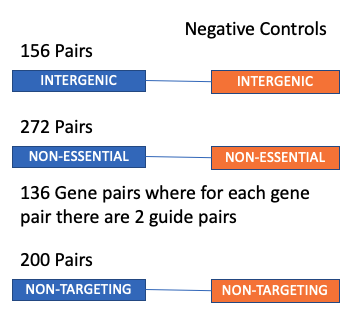 Negative Controls
156 Pairs
INTERGENIC INTERGENIC
272 Pairs
NON-ESSENTIAL NON-ESSENTIAL
136 Gene pairs where for each gene
pair there are 2 guide pairs
200 Pairs
NON-TARGETING NON-TARGETING